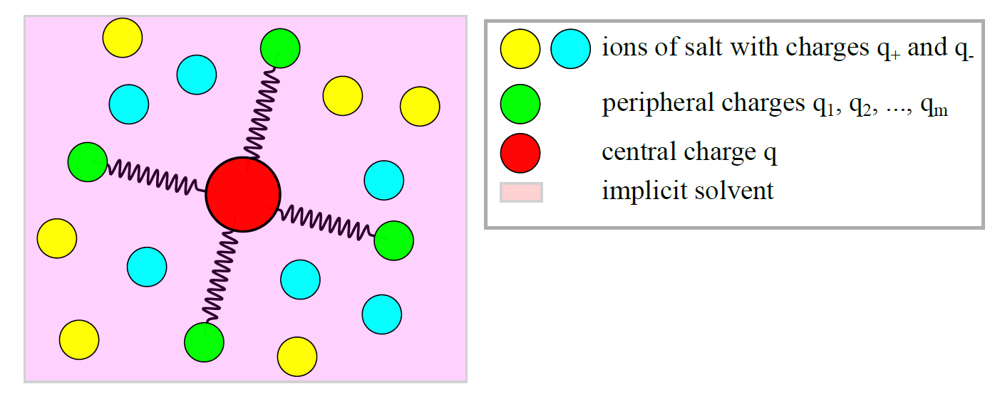 ions of salt with charges q₊ and q₋
peripheral charges q₁, q₂, ..., qₘ
central charge q
implicit solvent